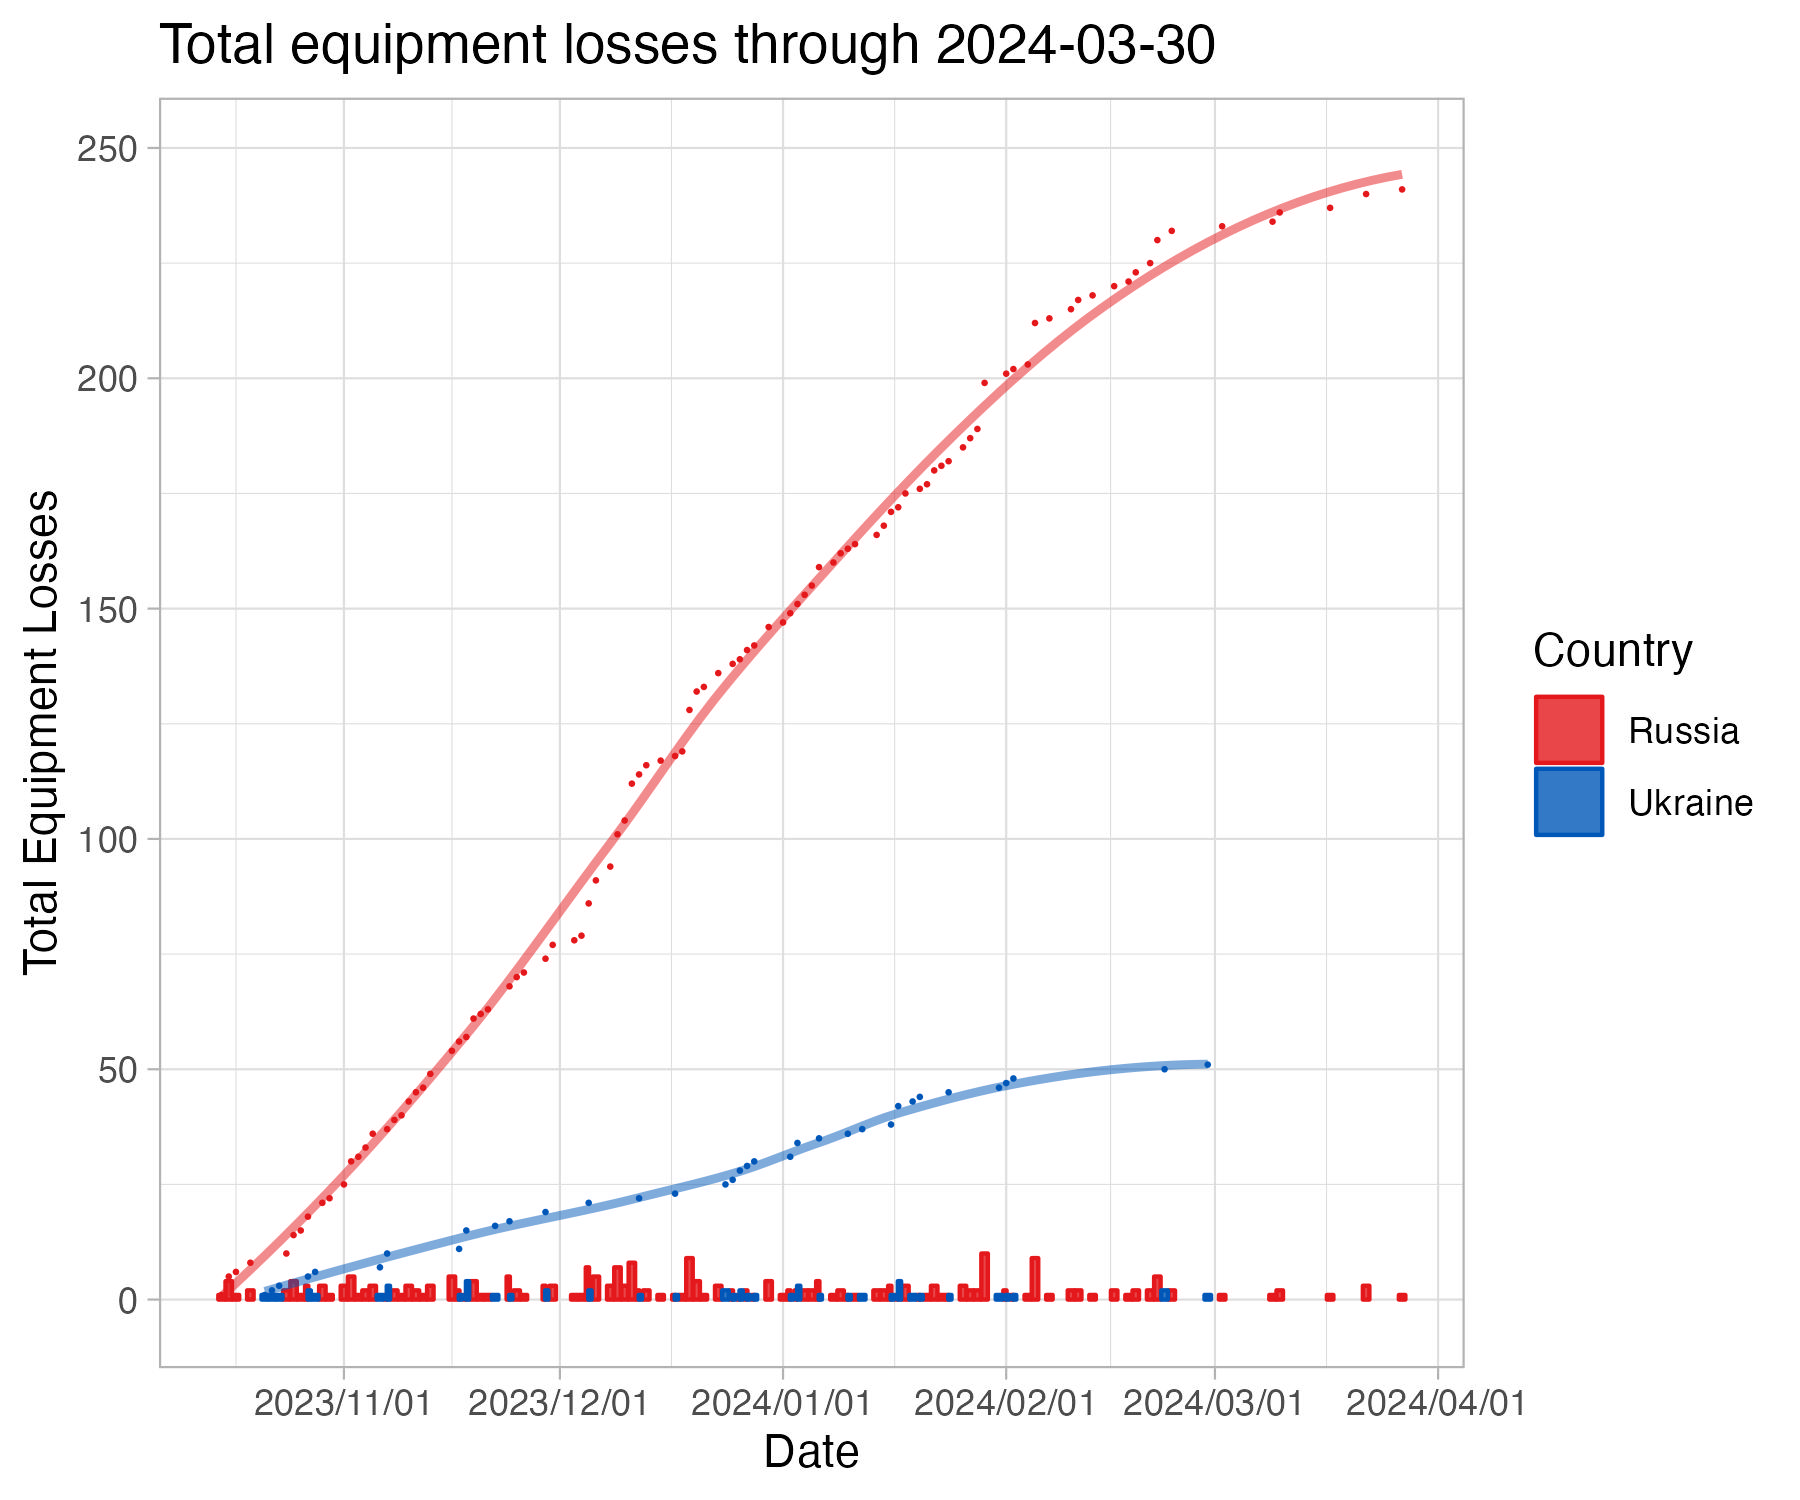 Total equipment losses through 2024-03-30
Total Equipment Losses
250
200
150
100
50
0
2023/11/01
2023/12/01
2024/01/01
2024/02/01
2024/03/01
2024/04/01
Date
Country
Russia
Ukraine